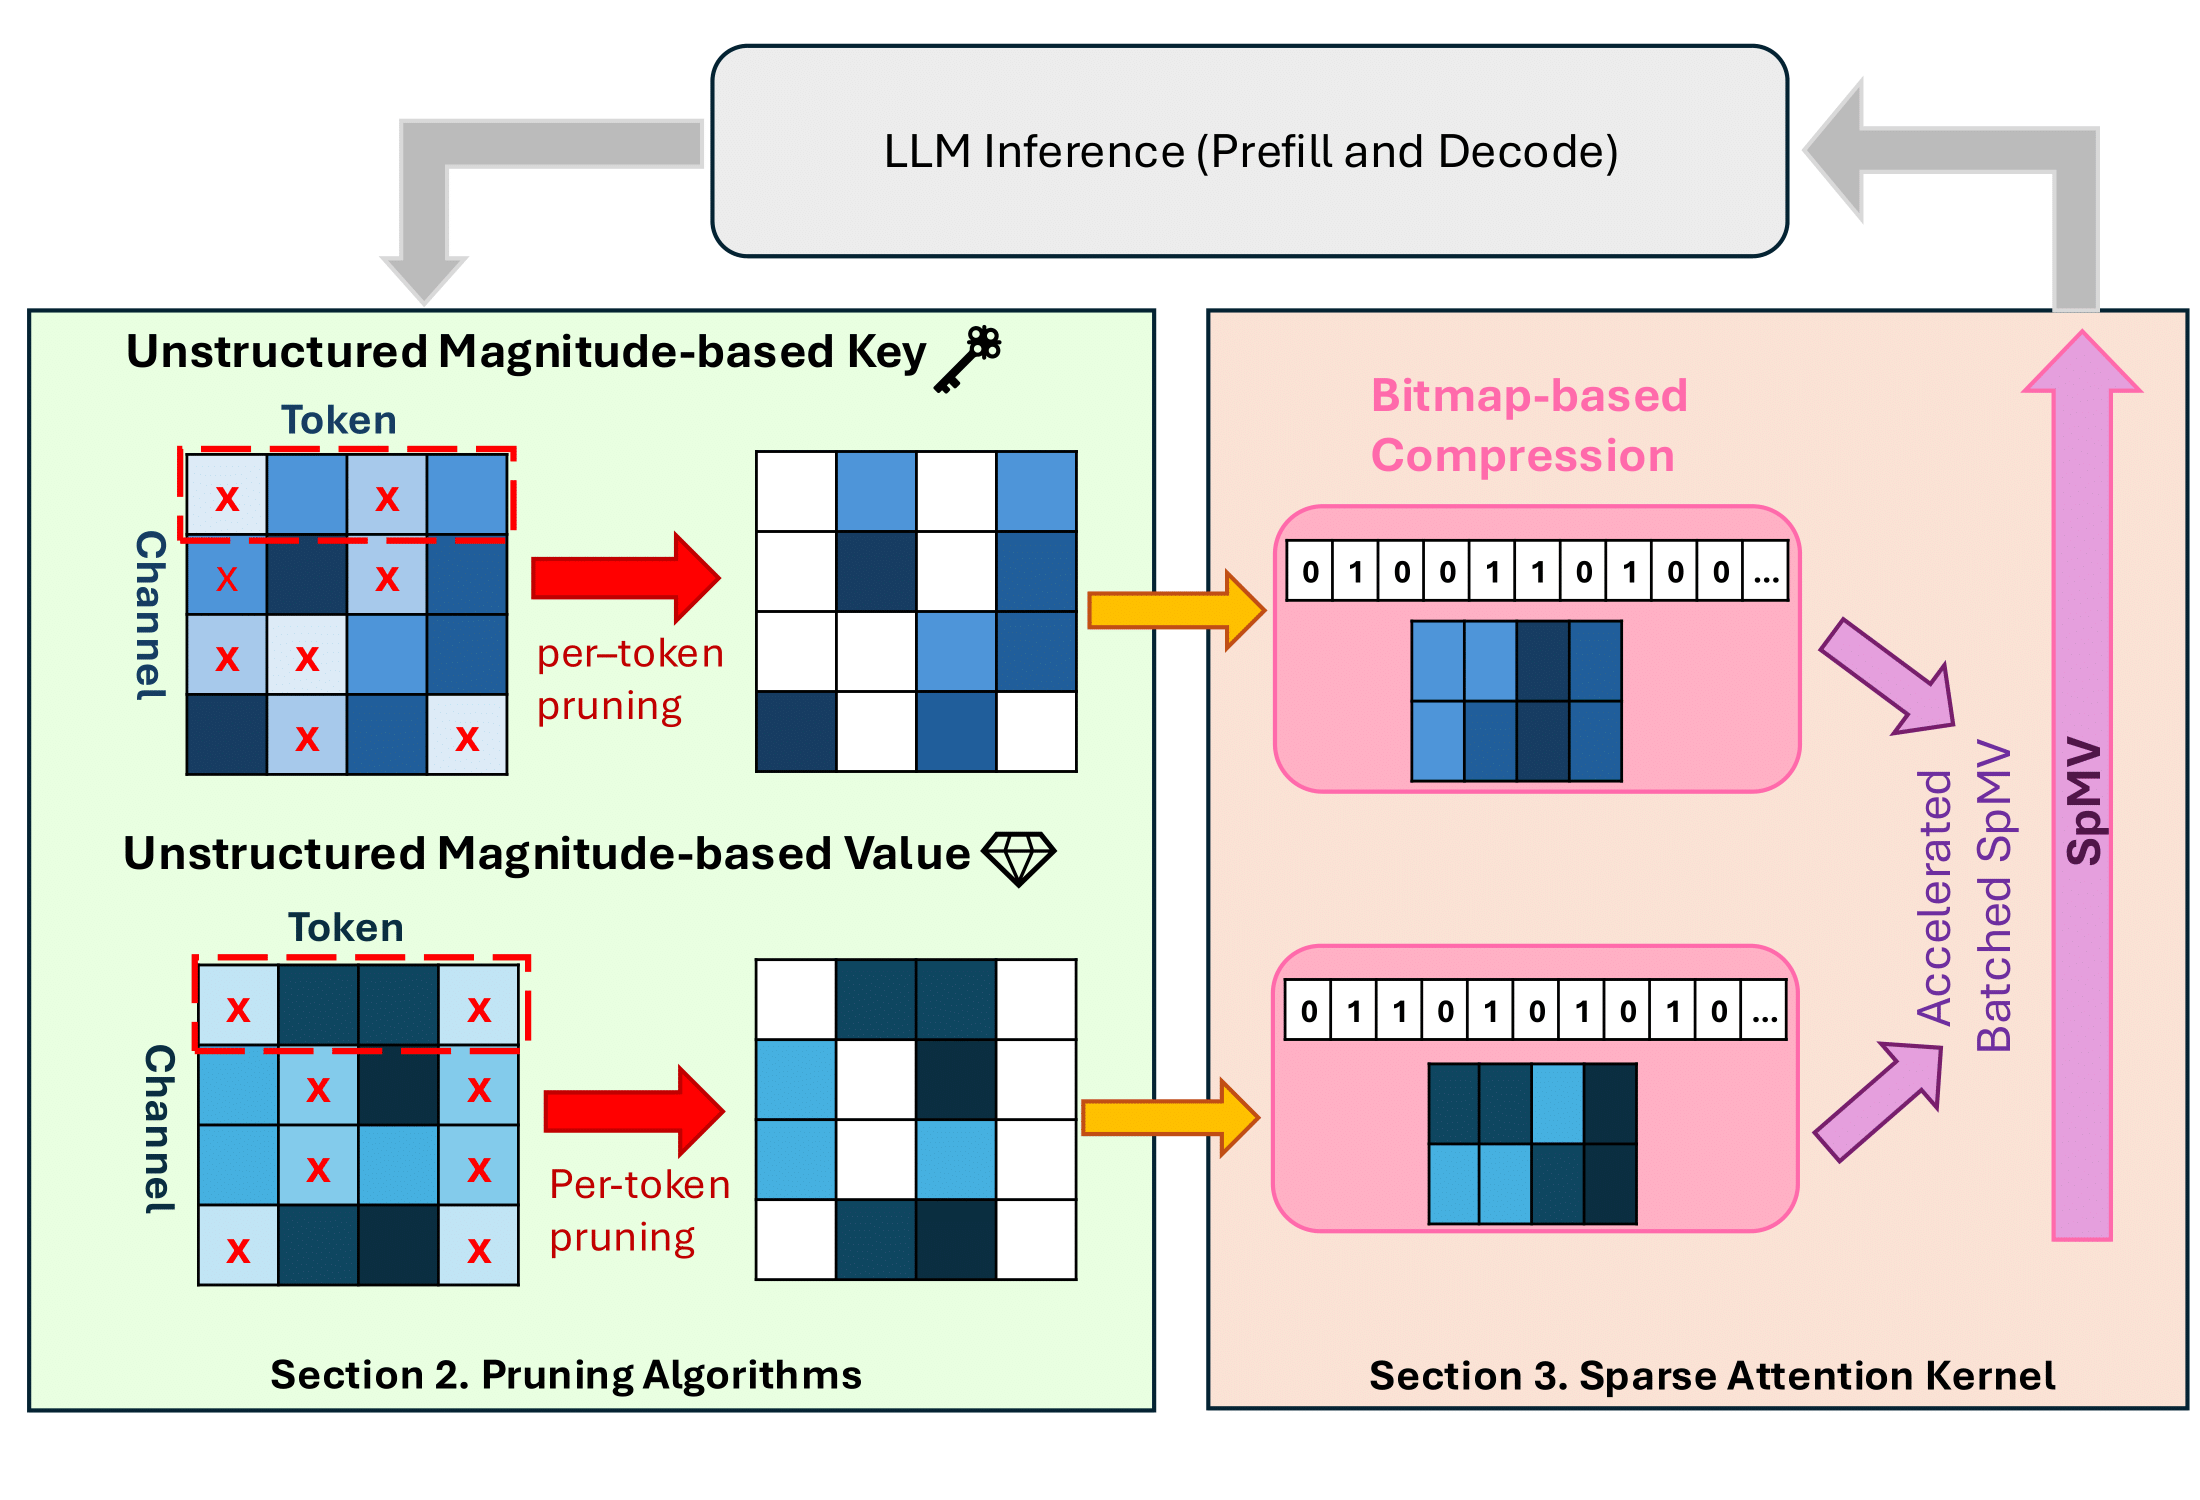 LLM Inference (Prefill and Decode)
Unstructured Magnitude-based Key
Token
Channel
x x
x x
x x
x x
per–token
pruning
Unstructured Magnitude-based Value
Token
Channel
x x
x x
x x
x x
Per-token
pruning
Section 2. Pruning Algorithms
Bitmap-based
Compression
0 1 0 0 1 1 0 1 0 0 ...
0 1 1 0 1 0 1 0 1 0 ...
Accelerated
Batched SpMV
SpMV
Section 3. Sparse Attention Kernel